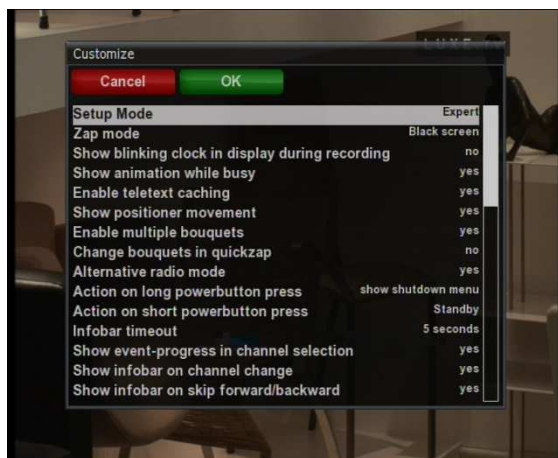 LUXE TV
Customize
Cancel OK
Setup Mode Expert
Zap mode Black screen
Show blinking clock in display during recording no
Show animation while busy yes
Enable teletext caching yes
Show positioner movement yes
Enable multiple bouquets yes
Change bouquets in quickzap no
Alternative radio mode yes
Action on long powerbutton press show shutdown menu
Action on short powerbutton press Standby
Infobar timeout 5 seconds
Show event-progress in channel selection yes
Show infobar on channel change yes
Show infobar on skip forward/backward yes